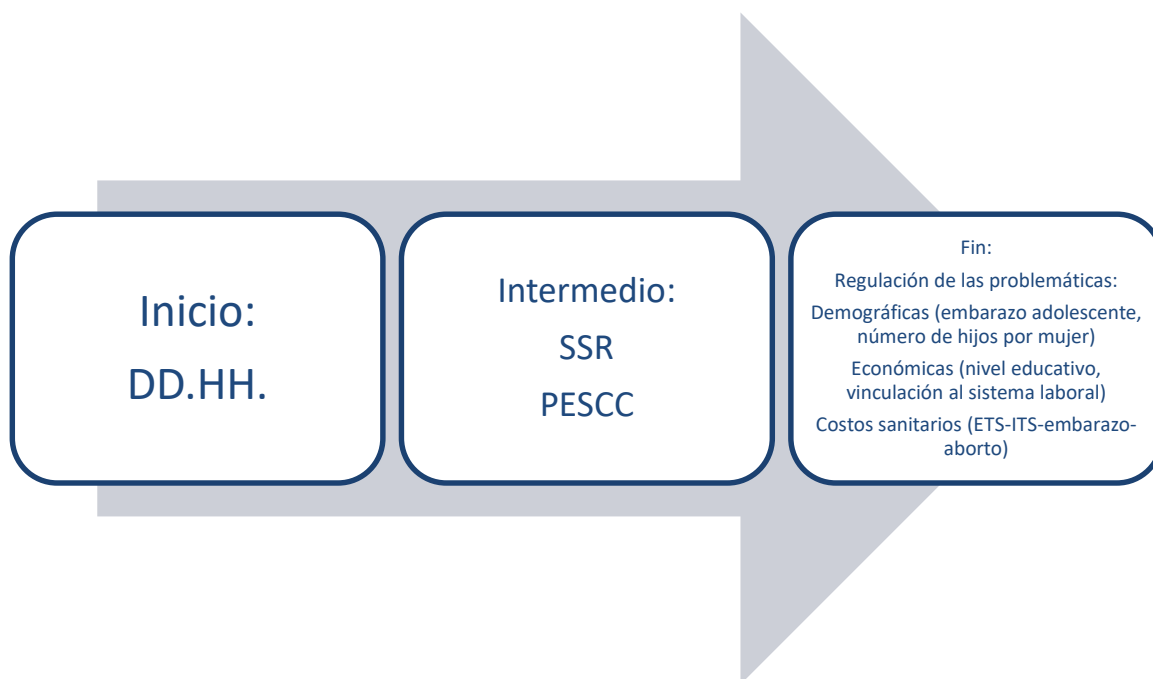 Inicio:
DD.HH.
Intermedio:
SSR
PESCC
Fin:
Regulación de las problemáticas:
Demográficas (embarazo adolescente,
número de hijos por mujer)
Económicas (nivel educativo,
vinculación al sistema laboral)
Costos sanitarios (ETS-ITS-embarazo-
aborto)